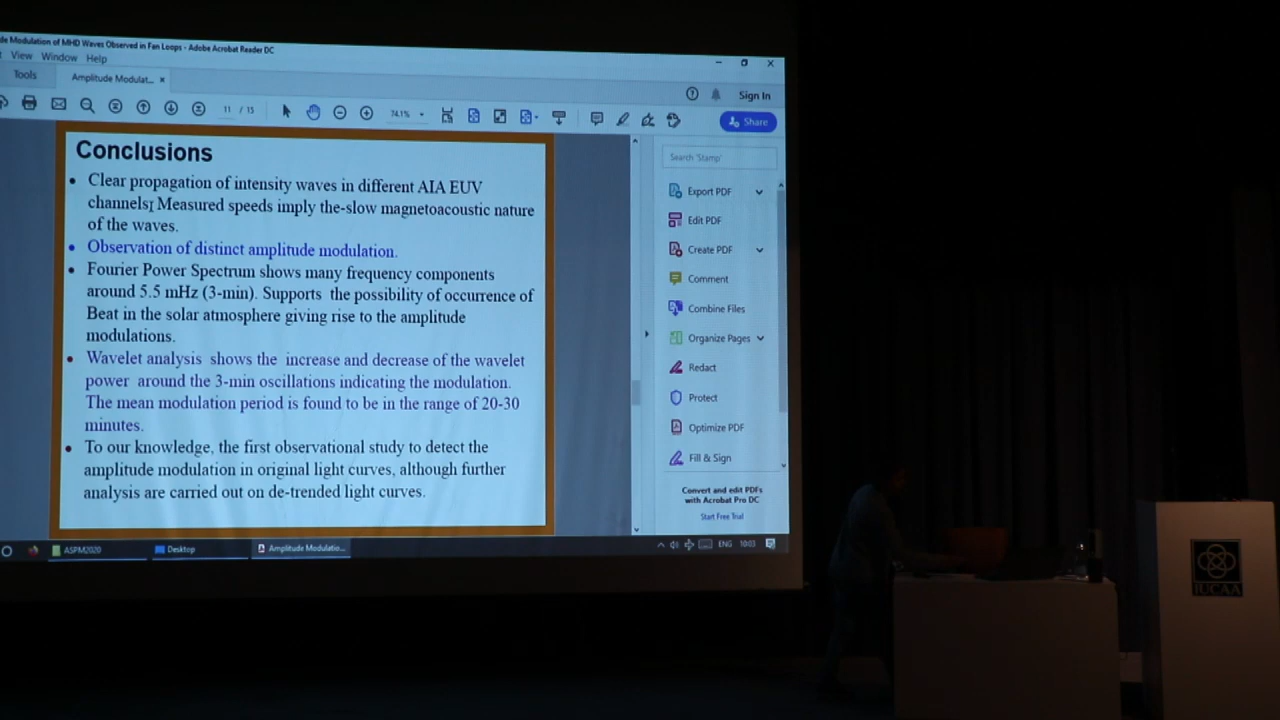 de Modulation of MHD Waves Observed in Fan Loops - Adobe Acrobat Reader DC
View Window Help
Tools
Amplitude Modulat... ×
Sign In
11 / 15
74.1%
Share
Conclusions
• Clear propagation of intensity waves in different AIA EUV
channels. Measured speeds imply the-slow magnetoacoustic nature
of the waves.
• Observation of distinct amplitude modulation.
• Fourier Power Spectrum shows many frequency components
around 5.5 mHz (3-min). Supports the possibility of occurrence of
Beat in the solar atmosphere giving rise to the amplitude
modulations.
• Wavelet analysis shows the increase and decrease of the wavelet
power around the 3-min oscillations indicating the modulation.
The mean modulation period is found to be in the range of 20-30
minutes.
• To our knowledge, the first observational study to detect the
amplitude modulation in original light curves, although further
analysis are carried out on de-trended light curves.
Search 'Stamp'
Export PDF
Edit PDF
Create PDF
Comment
Combine Files
Organize Pages
Redact
Protect
Optimize PDF
Fill & Sign
Convert and edit PDFs
with Acrobat Pro DC
Start Free Trial
ASPM2020
Desktop
Amplitude Modulatio...
ENG 10:03
IUCAA